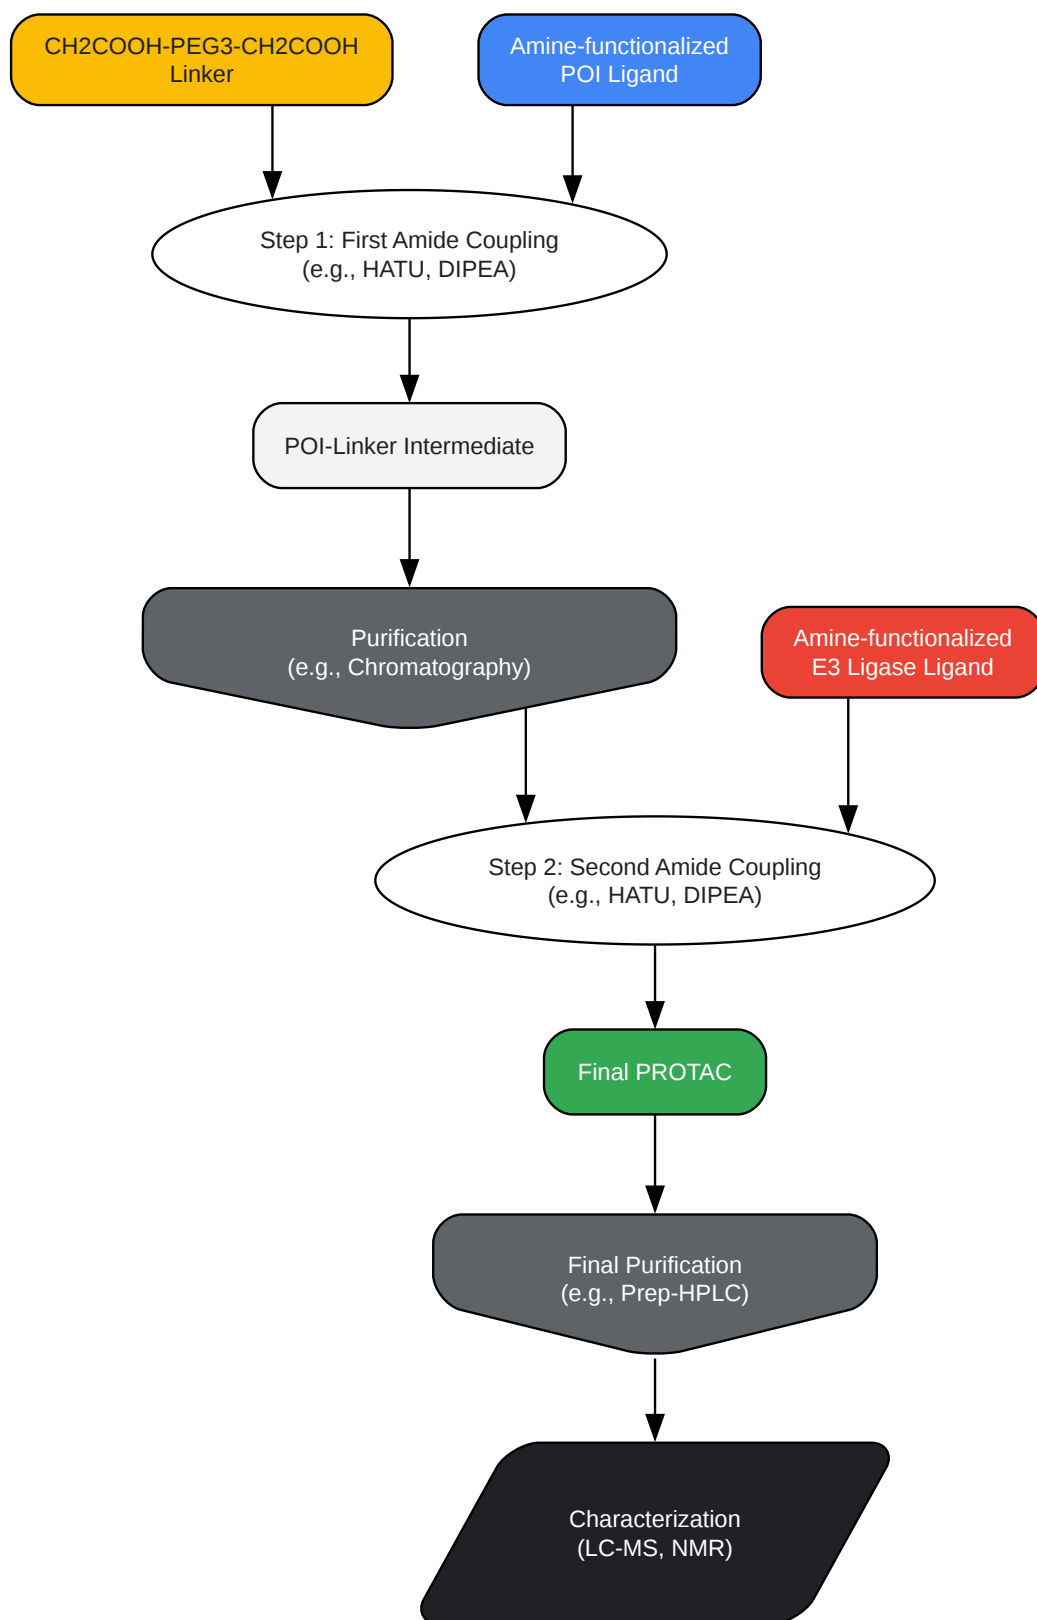 CH2COOH-PEG3-CH2COOH
Linker
Amine-functionalized
POI Ligand
Step 1: First Amide Coupling
(e.g., HATU, DIPEA)
POI-Linker Intermediate
Purification
(e.g., Chromatography)
Amine-functionalized
E3 Ligase Ligand
Step 2: Second Amide Coupling
(e.g., HATU, DIPEA)
Final PROTAC
Final Purification
(e.g., Prep-HPLC)
Characterization
(LC-MS, NMR)